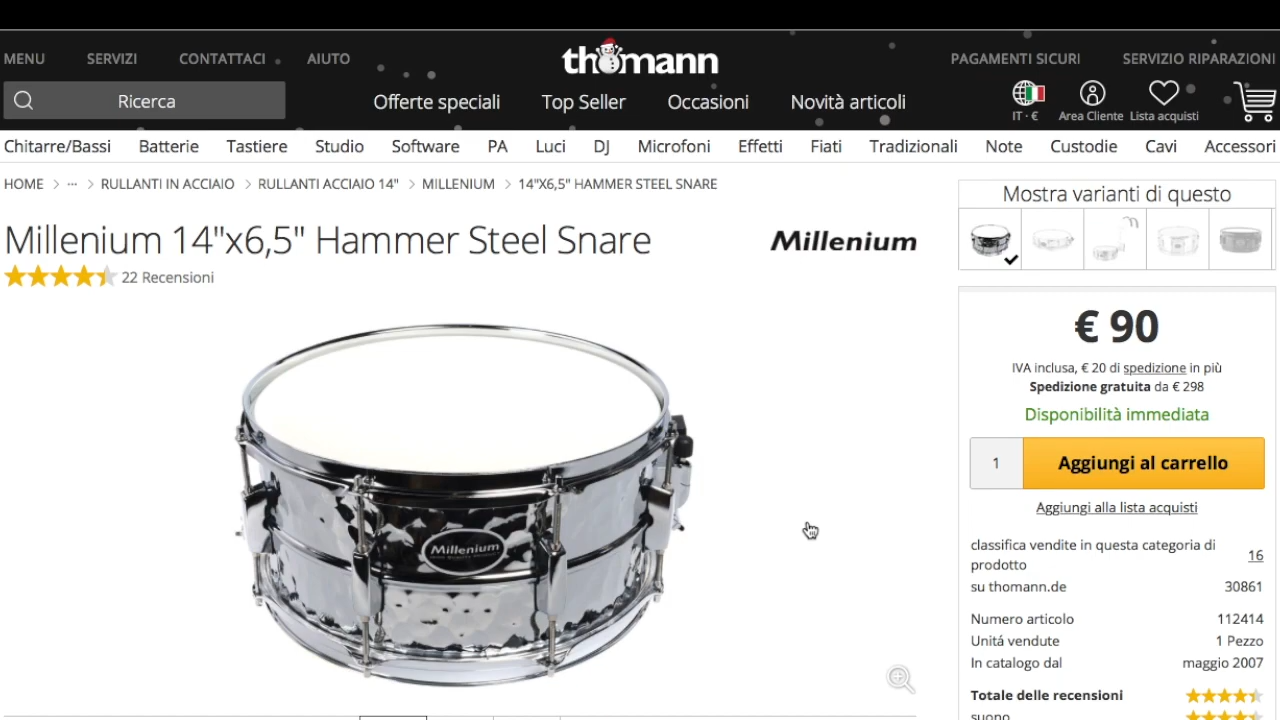 MENU SERVIZI CONTATTACI AIUTO thomann PAGAMENTI SICURI SERVIZIO RIPARAZIONI
Ricerca Offerte speciali Top Seller Occasioni Novità articoli IT · € Area Cliente Lista acquisti
Chitarre/Bassi Batterie Tastiere Studio Software PA Luci DJ Microfoni Effetti Fiati Tradizionali Note Custodie Cavi Accessori
HOME > ··· > RULLANTI IN ACCIAIO > RULLANTI ACCIAIO 14" > MILLENIUM > 14"X6,5" HAMMER STEEL SNARE
Millenium 14"x6,5" Hammer Steel Snare
Millenium
22 Recensioni
Millenium
Mostra varianti di questo
€ 90
IVA inclusa, € 20 di spedizione in più
Spedizione gratuita da € 298
Disponibilità immediata
1 Aggiungi al carrello
Aggiungi alla lista acquisti
classifica vendite in questa categoria di
prodotto 16
su thomann.de 30861
Numero articolo 112414
Unitá vendute 1 Pezzo
In catalogo dal maggio 2007
Totale delle recensioni
suono